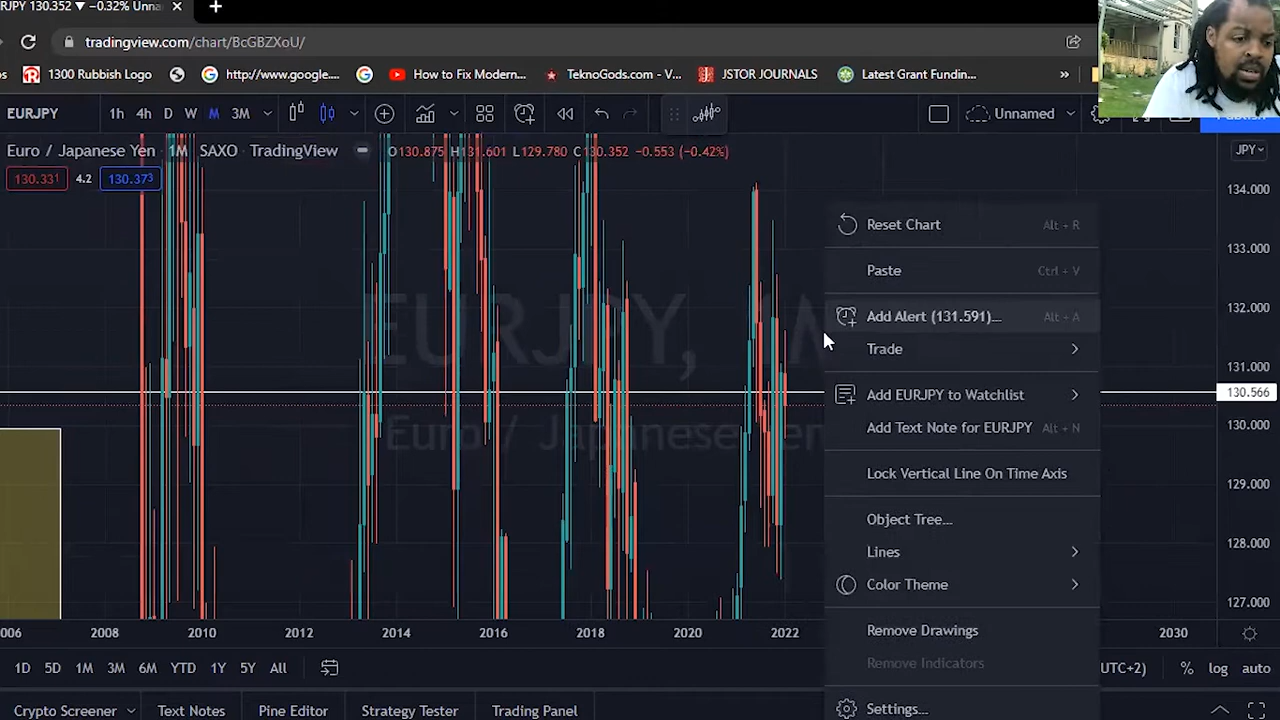 RJPY 130.352 ▼ −0.32% Unna
tradingview.com/chart/BcGBZXoU/
1300 Rubbish Logo http://www.google.... How to Fix Modern... TeknoGods.com - V... JSTOR JOURNALS Latest Grant Fundin... »
EURJPY 1h 4h D W M 3M Unnamed
Euro / Japanese Yen · 1M · SAXO · TradingView O130.875 H131.601 L129.780 C130.352 −0.553 (−0.42%) JPY
130.331 4.2 130.373
134.000
Reset Chart Alt + R
133.000
Paste Ctrl + V
132.000
Add Alert (131.591)... Alt + A
EURJPY,
Trade
131.000
Add EURJPY to Watchlist
130.566
Add Text Note for EURJPY Alt + N
130.000
Euro / Japanese
Lock Vertical Line On Time Axis
129.000
Object Tree...
128.000
Lines
Color Theme
127.000
006 2008 2010 2012 2014 2016 2018 2020 2022 2030
Remove Drawings
Remove Indicators
1D 5D 1M 3M 6M YTD 1Y 5Y All (UTC+2) % log auto
Settings...
Crypto Screener Text Notes Pine Editor Strategy Tester Trading Panel